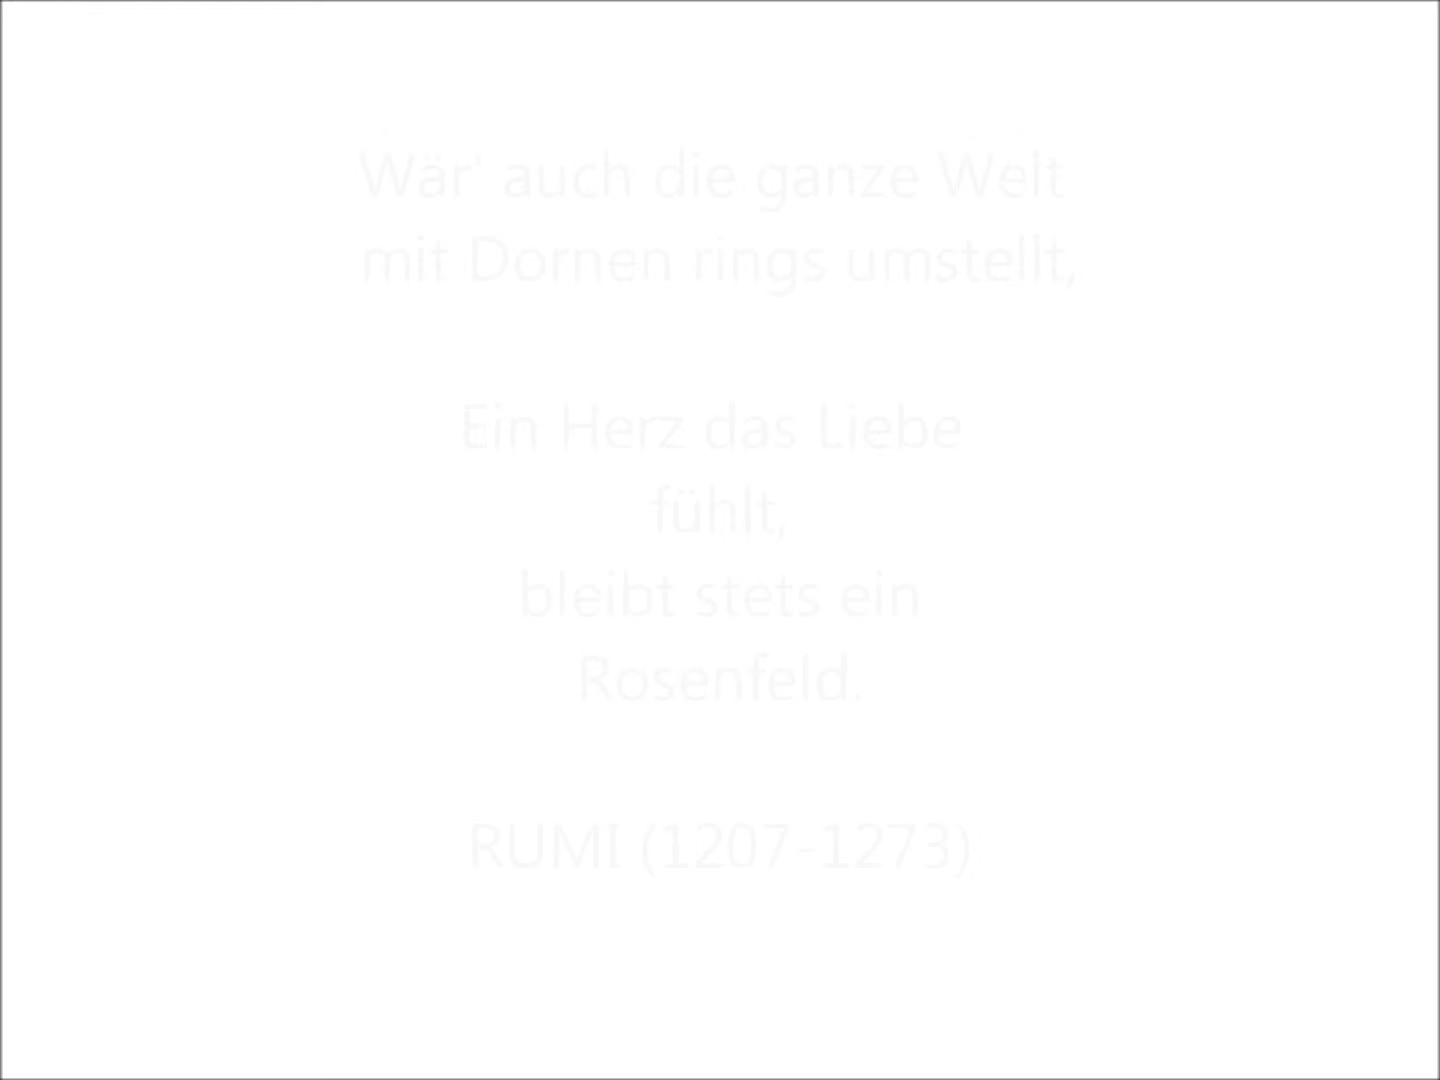 Wär' auch die ganze Welt
mit Dornen rings umstellt,
Ein Herz das Liebe
fühlt,
bleibt stets ein
Rosenfeld.
RUMI (1207-1273)